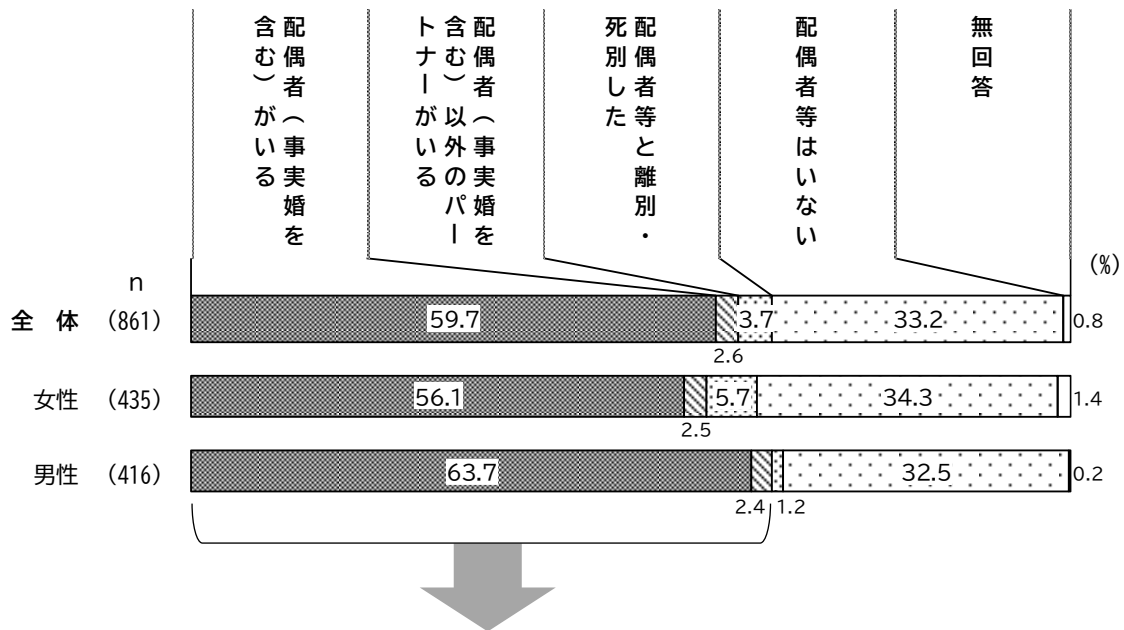 配偶者（事実婚を
含む）がいる
配偶者（事実婚を
含む）以外のパー
トナーがいる
配偶者等と離別・
死別した
配偶者等はいない
無回答
(%)
n
全　体 (861) 59.7 2.6 3.7 33.2 0.8
女性 (435) 56.1 2.5 5.7 34.3 1.4
男性 (416) 63.7 2.4 1.2 32.5 0.2